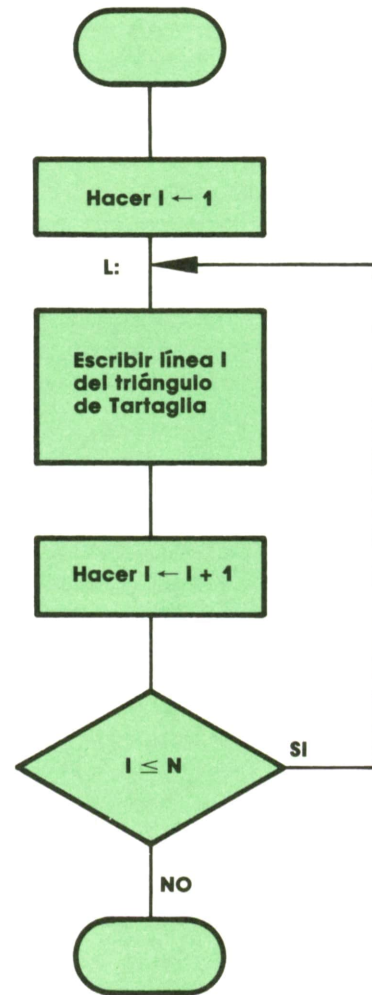 Hacer I ← 1
L:
Escribir línea I
del triángulo
de Tartaglia
Hacer I ← I + 1
I ≤ N
SI
NO